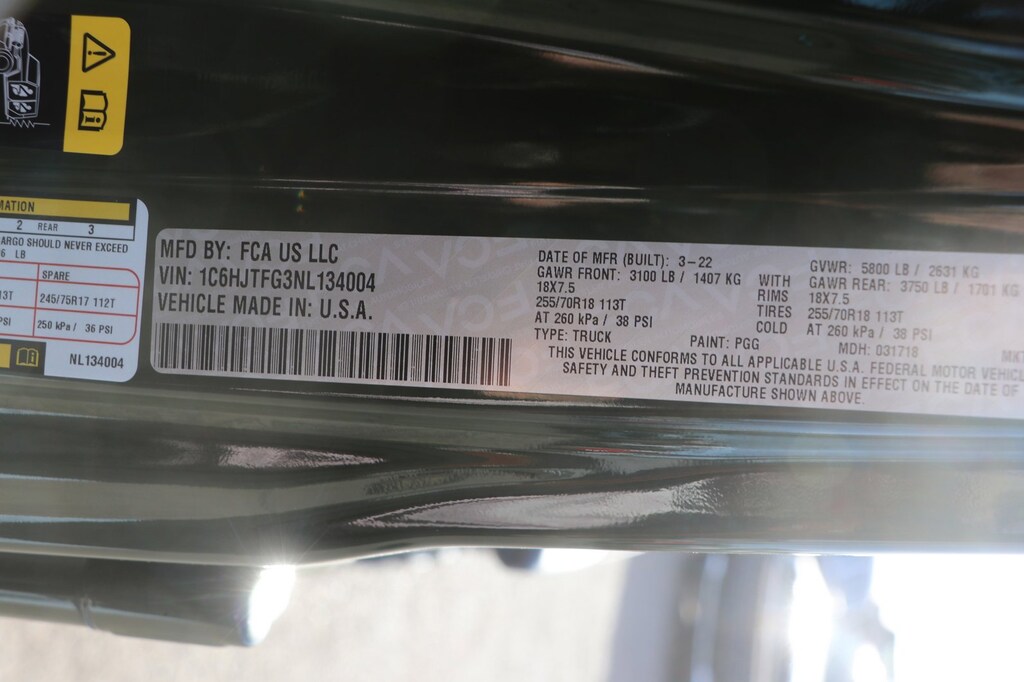 MATION
2 REAR 3
ARGO SHOULD NEVER EXCEED
6 LB
SPARE
13T 245/75R17 112T
PSI 250 kPa / 36 PSI
NL134004
MFD BY: FCA US LLC
VIN: 1C6HJTFG3NL134004
VEHICLE MADE IN: U.S.A.
DATE OF MFR (BUILT): 3-22 GVWR: 5800 LB / 2631 KG
GAWR FRONT: 3100 LB / 1407 KG WITH GAWR REAR: 3750 LB / 1701 KG
18X7.5 RIMS 18X7.5
255/70R18 113T TIRES 255/70R18 113T
AT 260 kPa / 38 PSI COLD AT 260 kPa / 38 PSI
TYPE: TRUCK PAINT: PGG MDH: 031718 MKT
THIS VEHICLE CONFORMS TO ALL APPLICABLE U.S.A. FEDERAL MOTOR VEHICL
SAFETY AND THEFT PREVENTION STANDARDS IN EFFECT ON THE DATE OF
MANUFACTURE SHOWN ABOVE.